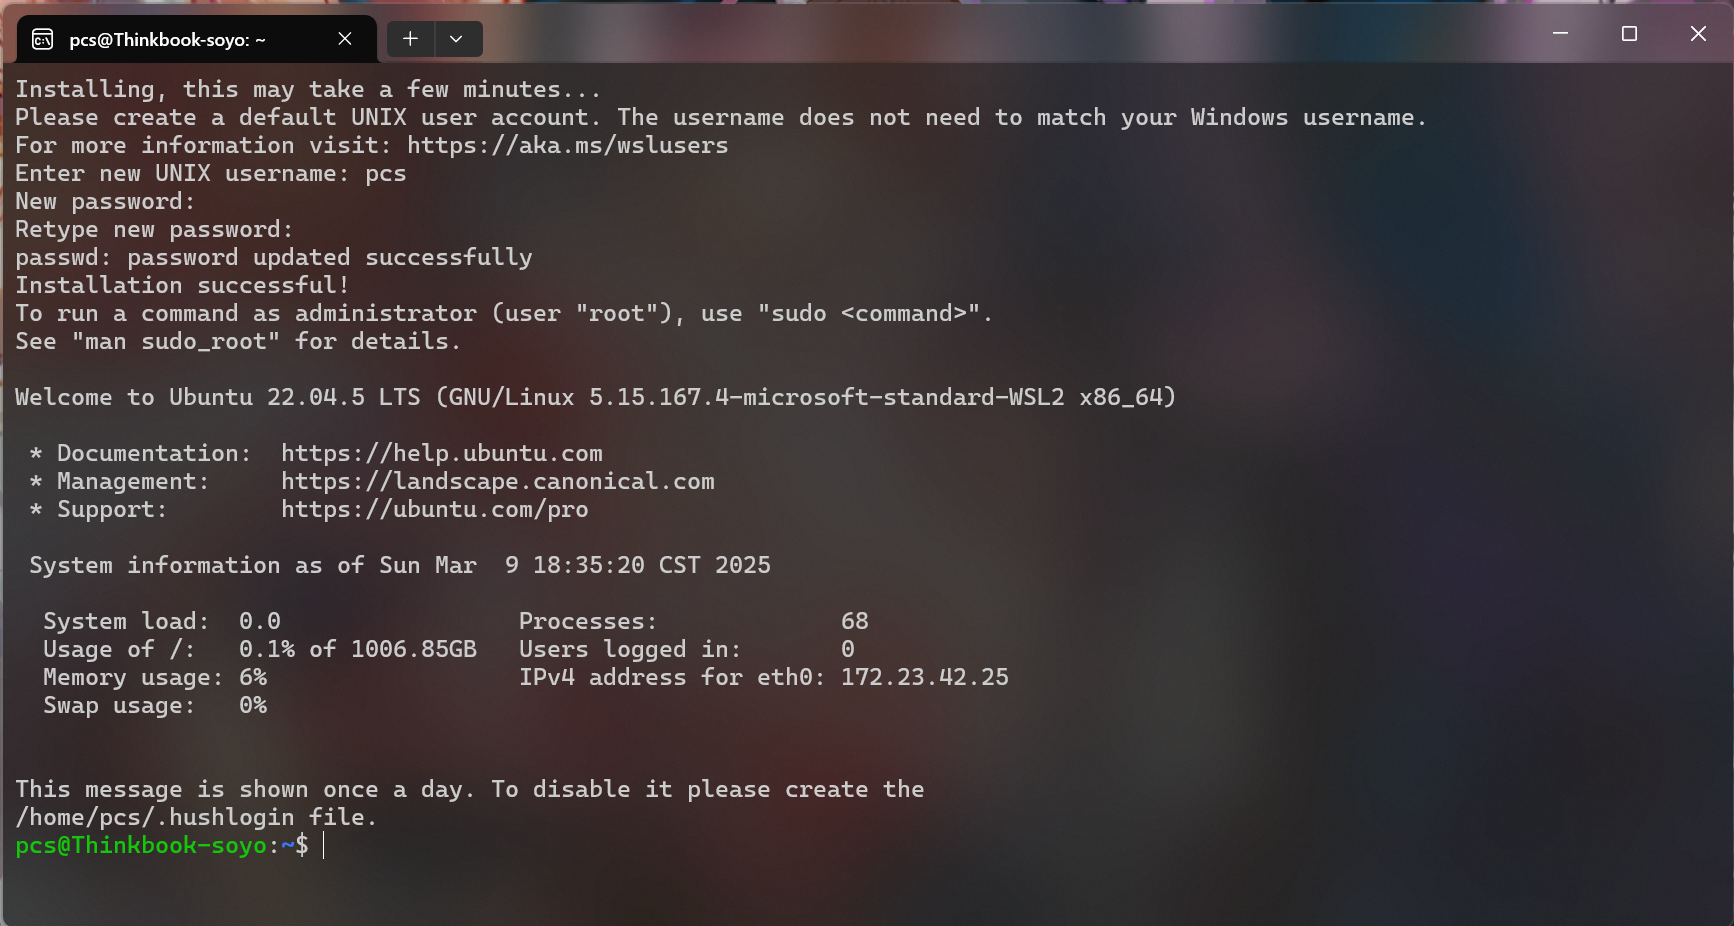 pcs@Thinkbook-soyo: ~
Installing, this may take a few minutes...
Please create a default UNIX user account. The username does not need to match your Windows username.
For more information visit: https://aka.ms/wslusers
Enter new UNIX username: pcs
New password:
Retype new password:
passwd: password updated successfully
Installation successful!
To run a command as administrator (user "root"), use "sudo <command>".
See "man sudo_root" for details.

Welcome to Ubuntu 22.04.5 LTS (GNU/Linux 5.15.167.4-microsoft-standard-WSL2 x86_64)

 * Documentation:  https://help.ubuntu.com
 * Management:     https://landscape.canonical.com
 * Support:        https://ubuntu.com/pro

 System information as of Sun Mar  9 18:35:20 CST 2025

  System load:  0.0                 Processes:             68
  Usage of /:   0.1% of 1006.85GB   Users logged in:       0
  Memory usage: 6%                  IPv4 address for eth0: 172.23.42.25
  Swap usage:   0%

This message is shown once a day. To disable it please create the
/home/pcs/.hushlogin file.
pcs@Thinkbook-soyo:~$